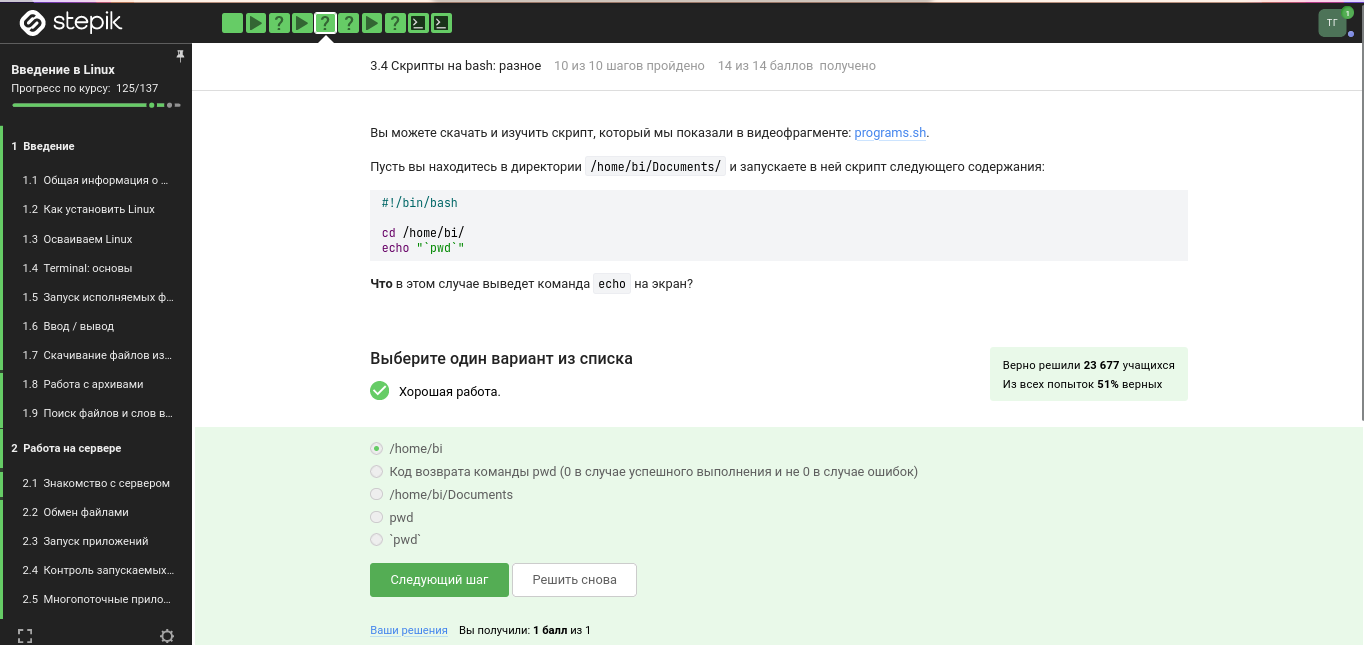 stepik
?
?
?
?
ТГ
1
Введение в Linux
Прогресс по курсу: 125/137
1 Введение
1.1 Общая информация о ...
1.2 Как установить Linux
1.3 Осваиваем Linux
1.4 Terminal: основы
1.5 Запуск исполняемых ф...
1.6 Ввод / вывод
1.7 Скачивание файлов из...
1.8 Работа с архивами
1.9 Поиск файлов и слов в...
2 Работа на сервере
2.1 Знакомство с сервером
2.2 Обмен файлами
2.3 Запуск приложений
2.4 Контроль запускаемых...
2.5 Многопоточные прило...
3.4 Скрипты на bash: разное 10 из 10 шагов пройдено 14 из 14 баллов получено
Вы можете скачать и изучить скрипт, который мы показали в видеофрагменте: programs.sh.
Пусть вы находитесь в директории /home/bi/Documents/ и запускаете в ней скрипт следующего содержания:
#!/bin/bash
cd /home/bi/
echo "`pwd`"
Что в этом случае выведет команда echo на экран?
Выберите один вариант из списка
Хорошая работа.
Верно решили 23 677 учащихся
Из всех попыток 51% верных
/home/bi
Код возврата команды pwd (0 в случае успешного выполнения и не 0 в случае ошибок)
/home/bi/Documents
pwd
`pwd`
Следующий шаг
Решить снова
Ваши решения Вы получили: 1 балл из 1